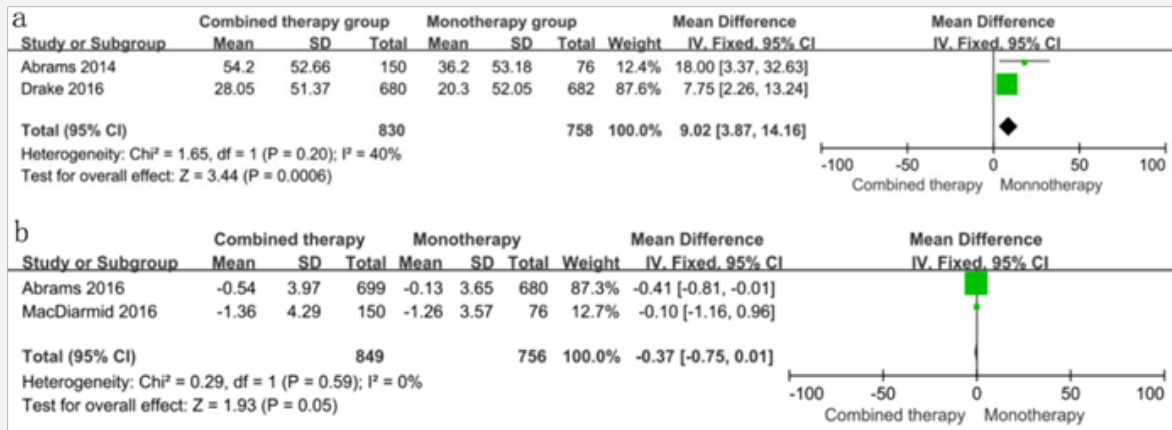 a
Combined therapy group Monotherapy group Mean Difference Mean Difference
Study or Subgroup Mean SD Total Mean SD Total Weight IV, Fixed, 95% CI IV, Fixed, 95% CI
Abrams 2014 54.2 52.66 150 36.2 53.18 76 12.4% 18.00 [3.37, 32.63]
Drake 2016 28.05 51.37 680 20.3 52.05 682 87.6% 7.75 [2.26, 13.24]
Total (95% CI) 830 758 100.0% 9.02 [3.87, 14.16]
Heterogeneity: Chi² = 1.65, df = 1 (P = 0.20); I² = 40%
Test for overall effect: Z = 3.44 (P = 0.0006)
-100 -50 0 50 100
Combined therapy Monnotherapy
b
Combined therapy Monotherapy Mean Difference Mean Difference
Study or Subgroup Mean SD Total Mean SD Total Weight IV, Fixed, 95% CI IV, Fixed, 95% CI
Abrams 2016 -0.54 3.97 699 -0.13 3.65 680 87.3% -0.41 [-0.81, -0.01]
MacDiarmid 2016 -1.36 4.29 150 -1.26 3.57 76 12.7% -0.10 [-1.16, 0.96]
Total (95% CI) 849 756 100.0% -0.37 [-0.75, 0.01]
Heterogeneity: Chi² = 0.29, df = 1 (P = 0.59); I² = 0%
Test for overall effect: Z = 1.93 (P = 0.05)
-100 -50 0 50 100
Combined therapy Monotherapy